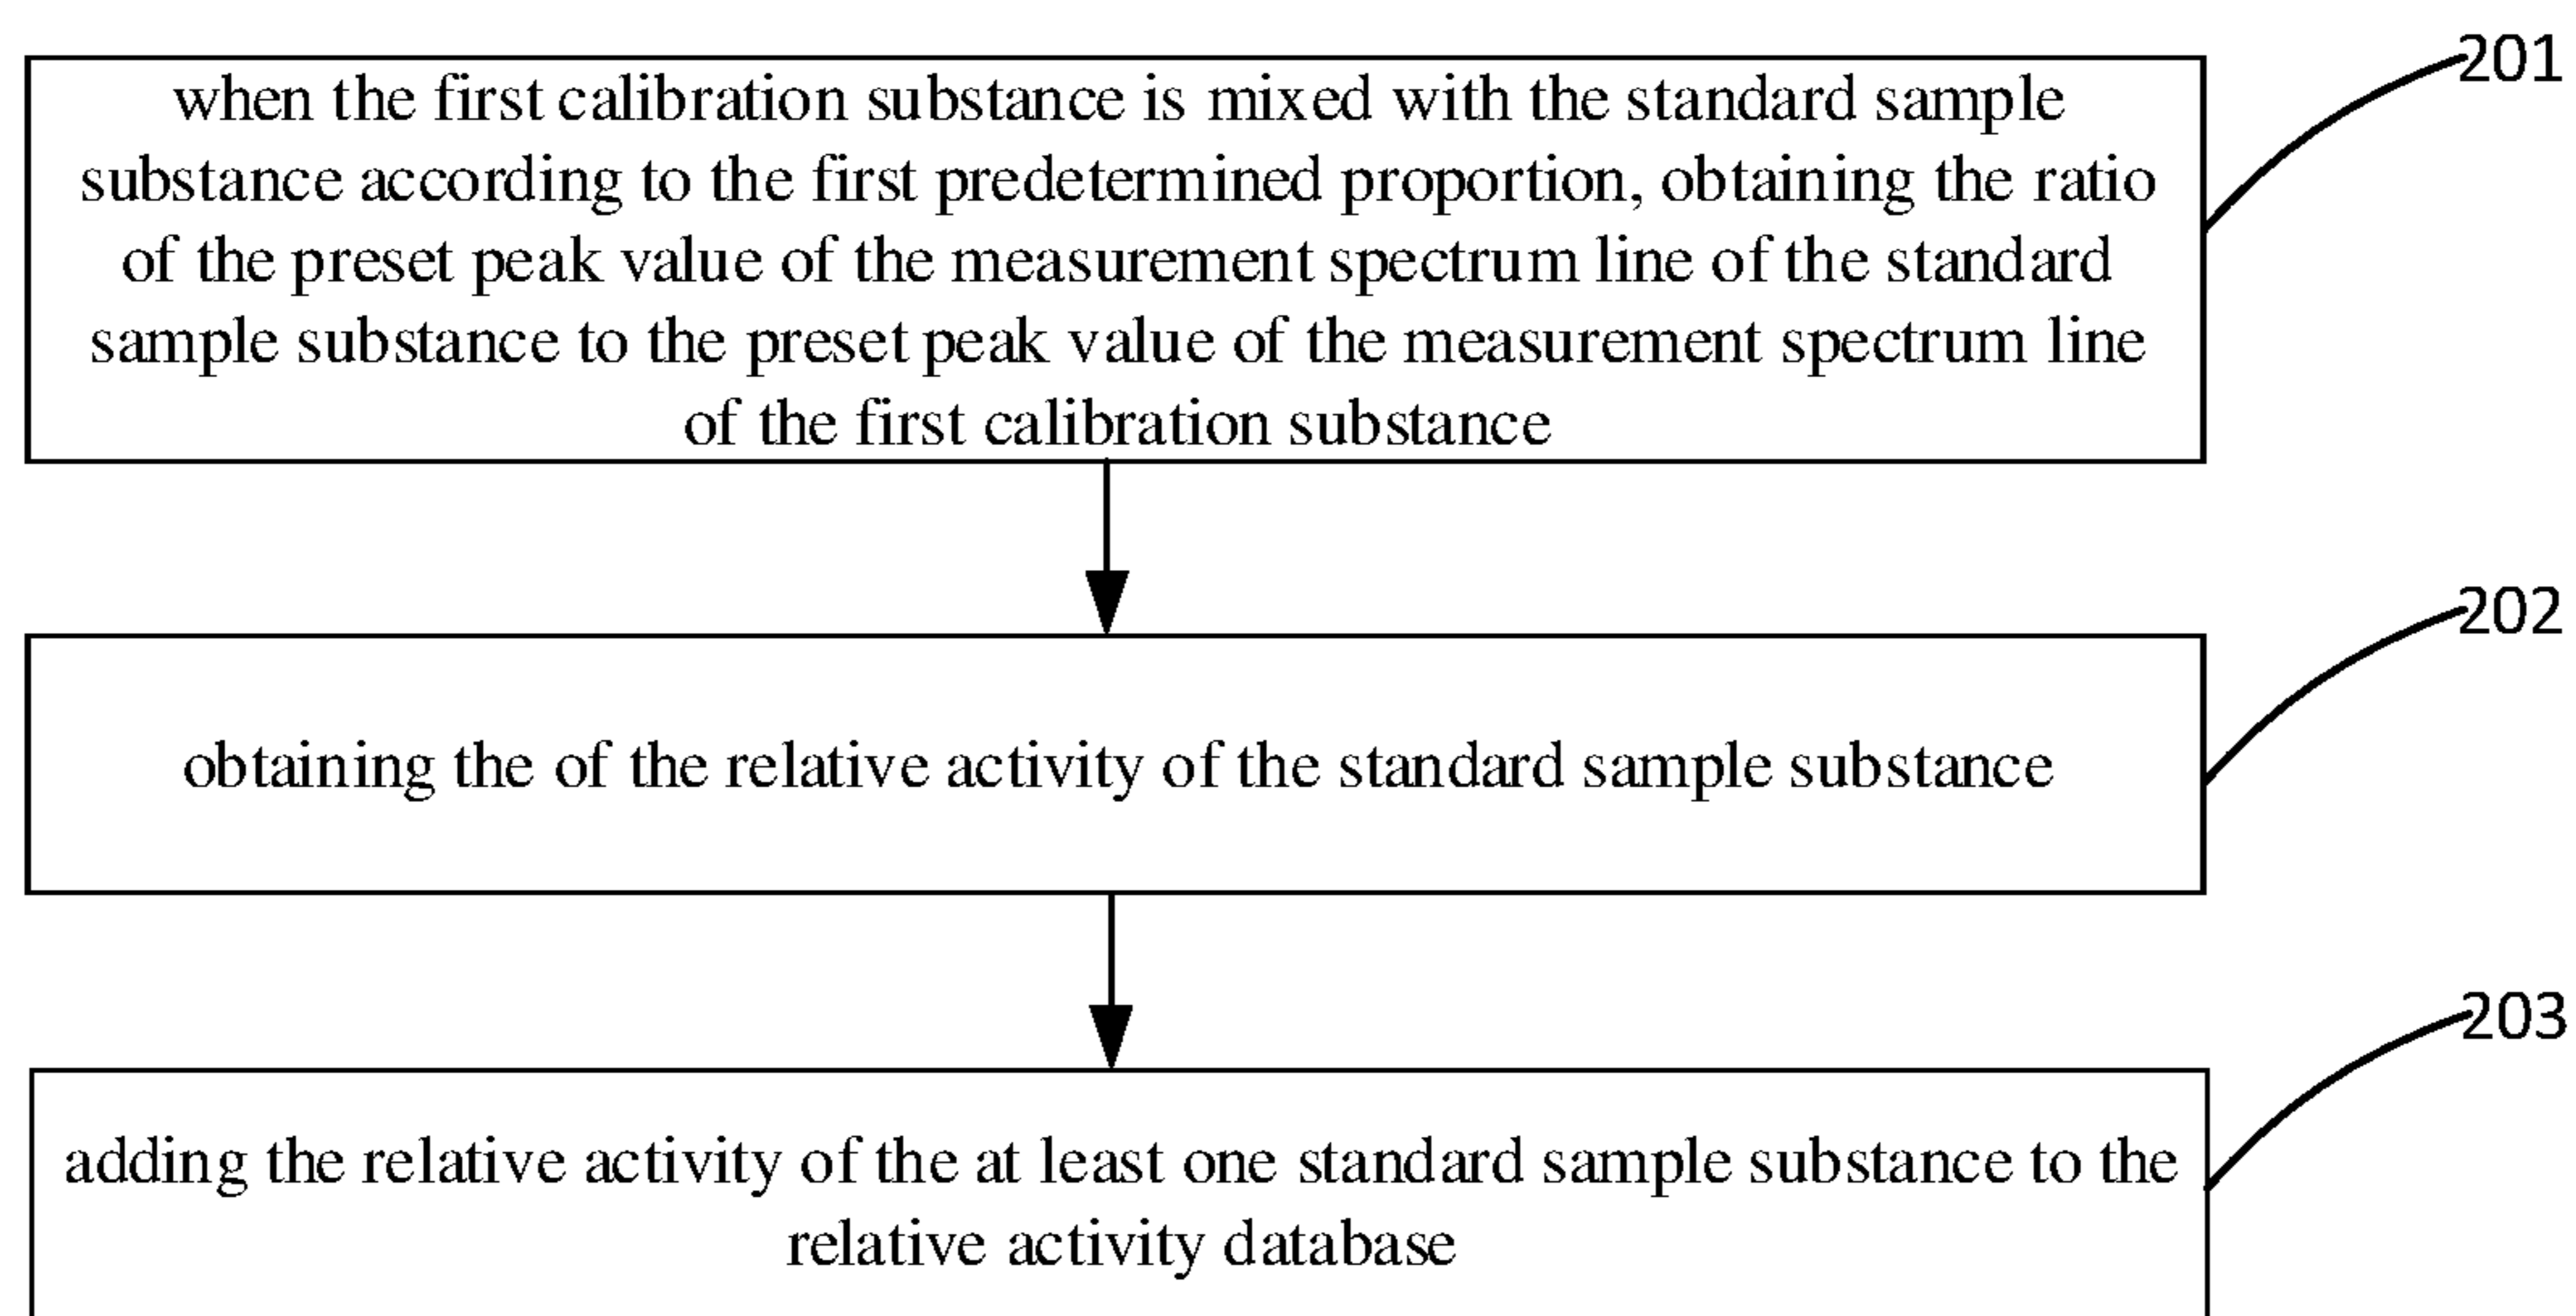 201
when the first calibration substance is mixed with the standard sample
substance according to the first predetermined proportion, obtaining the ratio
of the preset peak value of the measurement spectrum line of the standard
sample substance to the preset peak value of the measurement spectrum line
of the first calibration substance
202
obtaining the of the relative activity of the standard sample substance
203
adding the relative activity of the at least one standard sample substance to the
relative activity database